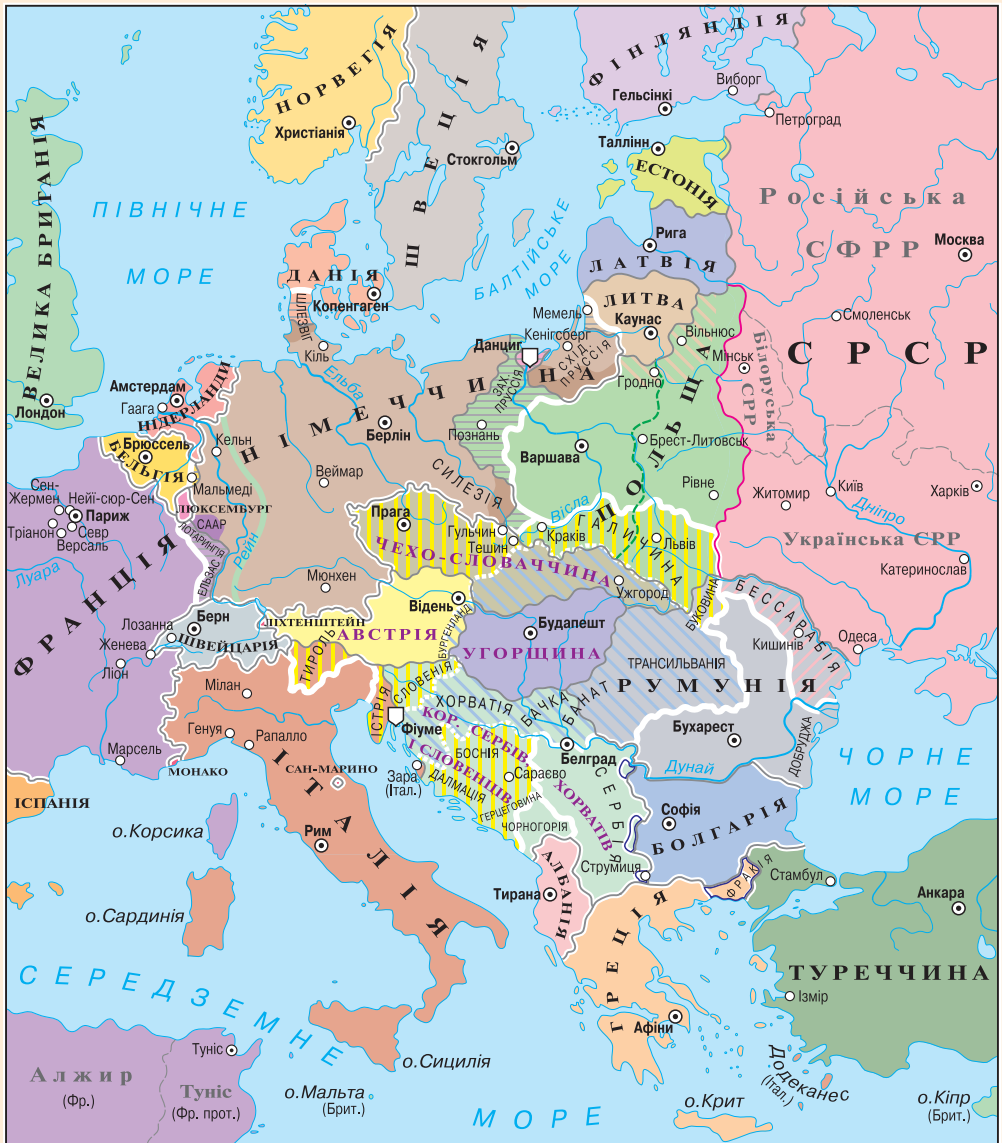 НОРВЕГІЯ
Христіанія
ШВЕЦІЯ
Стокгольм
ФІНЛЯНДІЯ
Гельсінкі
Виборг
Петроград
Таллінн
ЕСТОНІЯ
Рига
ЛАТВІЯ
ЛИТВА
Каунас
Мемель
Кенігсберг
СХІД.
ПРУССІЯ
Вільнюс
Мінськ
Гродно
Російська
СФРР
Москва
Смоленськ
СРСР
Білоруська
СРР
ВЕЛИКА БРИТАНІЯ
Лондон
ПІВНІЧНЕ
МОРЕ
БАЛТІЙСЬКЕ
МОРЕ
ДАНІЯ
Копенгаген
ШЛЕЗВІГ
Кіль
Данциг
ЗАХ.
ПРУССІЯ
Познань
НІМЕЧЧИНА
Ельба
Берлін
Веймар
СИЛЕЗІЯ
Мюнхен
Кельн
Рейн
Амстердам
Гаага
НІДЕРЛАНДИ
Брюссель
БЕЛЬГІЯ
Мальмеді
ЛЮКСЕМБУРГ
СААР
ЛОТАРИНГІЯ
ЕЛЬЗАС
Сен-
Жермен
Нейї-сюр-Сен
Париж
Тріанон
Севр
Версаль
Луара
ФРАНЦІЯ
Ліон
Марсель
МОНАКО
ПОЛЬЩА
Варшава
Брест-Литовськ
Рівне
Вісла
Краків
ГАЛИЧИНА
Львів
Житомир
Київ
Харків
Дніпро
Українська СРР
Катеринослав
Одеса
Прага
Гульчин
Тешин
ЧЕХО-СЛОВАЧЧИНА
Ужгород
БУКОВИНА
БЕССАРАБІЯ
Кишинів
Берн
Лозанна
Женева
ШВЕЙЦАРІЯ
ЛІХТЕНШТЕЙН
АВСТРІЯ
Відень
БУРГЕНЛАНД
ТИРОЛЬ
Будапешт
УГОРЩИНА
ТРАНСИЛЬВАНІЯ
РУМУНІЯ
Бухарест
ДОБРУДЖА
Дунай
Мілан
Генуя
Рапалло
САН-МАРИНО
Рим
ІТАЛІЯ
ІСТРІЯ
СЛОВЕНІЯ
Фіуме
ХОРВАТІЯ
БАЧКА
БАНАТ
КОР. СЕРБІВ,
ХОРВАТІВ
І СЛОВЕНЦІВ
БОСНІЯ
Сараєво
Зара
(Італ.)
ДАЛМАЦІЯ
ГЕРЦЕГОВИНА
ЧОРНОГОРІЯ
Белград
СЕРБІЯ
Струмиця
Софія
БОЛГАРІЯ
ЧОРНЕ
МОРЕ
ІСПАНІЯ
о.Корсика
о.Сардинія
Тирана
АЛБАНІЯ
ГРЕЦІЯ
Афіни
ФРАКІЯ
Стамбул
Анкара
ТУРЕЧЧИНА
Ізмір
СЕРЕДЗЕМНЕ
МОРЕ
Алжир
(Фр.)
Туніс
Туніс
(Фр. прот.)
о.Сицилія
о.Мальта
(Брит.)
о.Крит
Додеканес
(Італ.)
о.Кіпр
(Брит.)